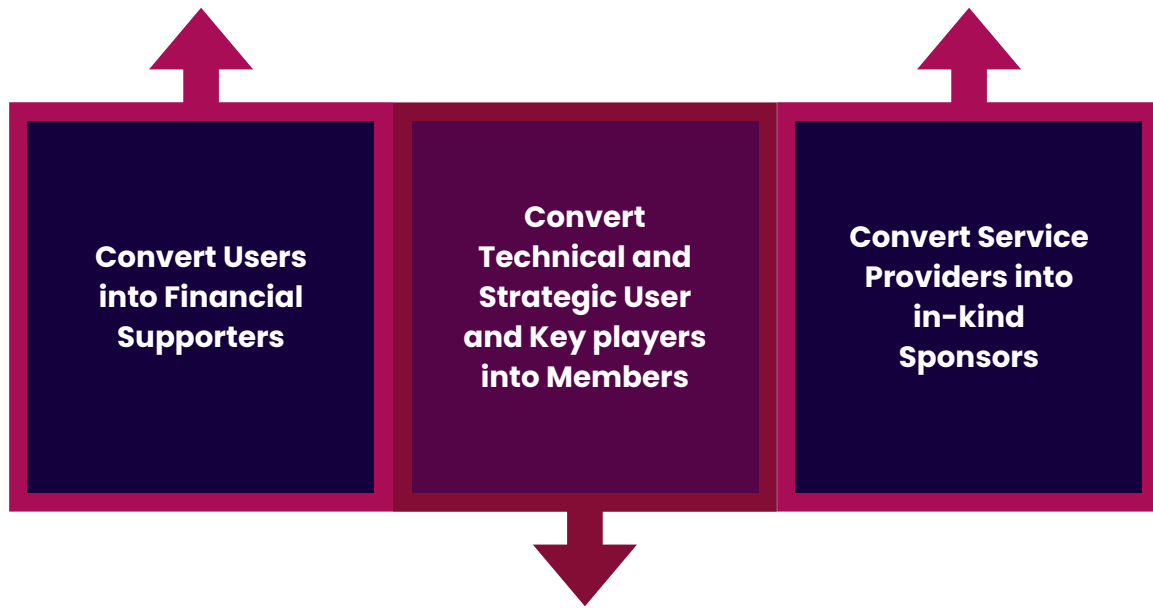 Convert Users
into Financial
Supporters
Convert
Technical and
Strategic User
and Key players
into Members
Convert Service
Providers into
in-kind
Sponsors